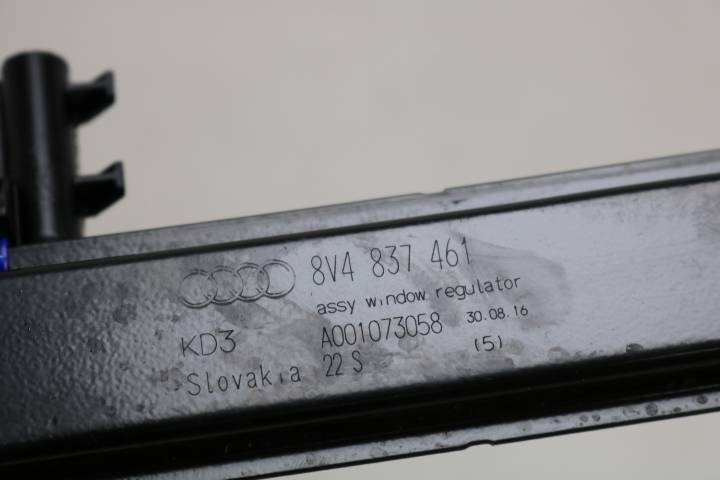 8V4 837 461
assy window regulator
KD3 A001073058 30.08.16
Slovakia 22 S (5)